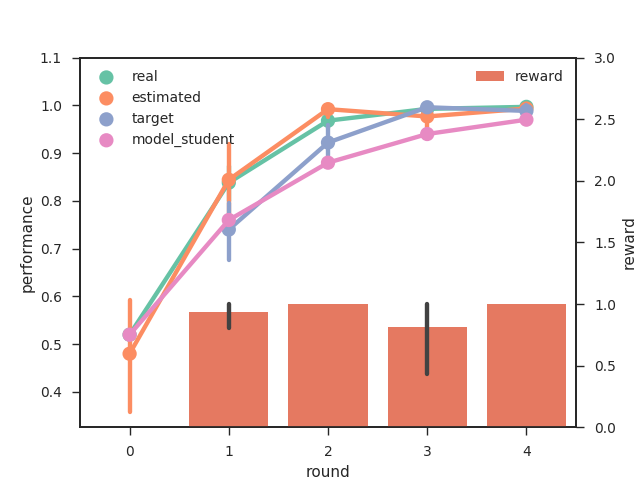 real
estimated
target
model_student
reward
performance
1.1
1.0
0.9
0.8
0.7
0.6
0.5
0.4
3.0
2.5
2.0
1.5
1.0
0.5
0.0
reward
0 1 2 3 4
round